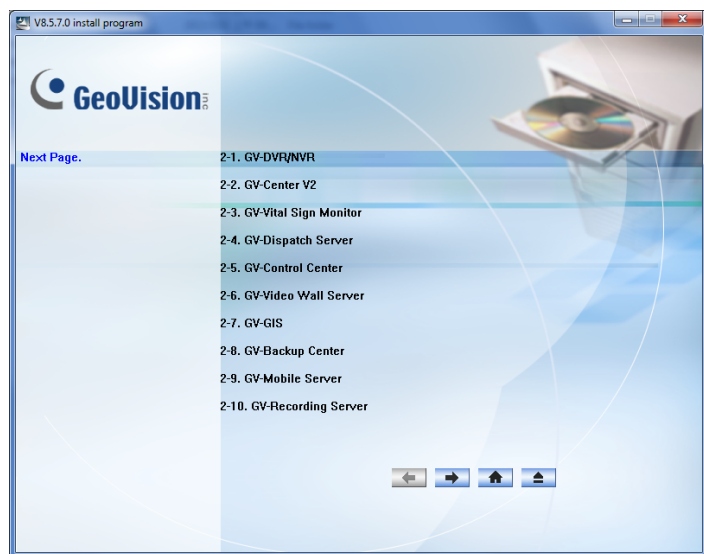 V8.5.7.0 install program
GeoVision inc
Next Page.
2-1. GV-DVR/NVR
2-2. GV-Center V2
2-3. GV-Vital Sign Monitor
2-4. GV-Dispatch Server
2-5. GV-Control Center
2-6. GV-Video Wall Server
2-7. GV-GIS
2-8. GV-Backup Center
2-9. GV-Mobile Server
2-10. GV-Recording Server